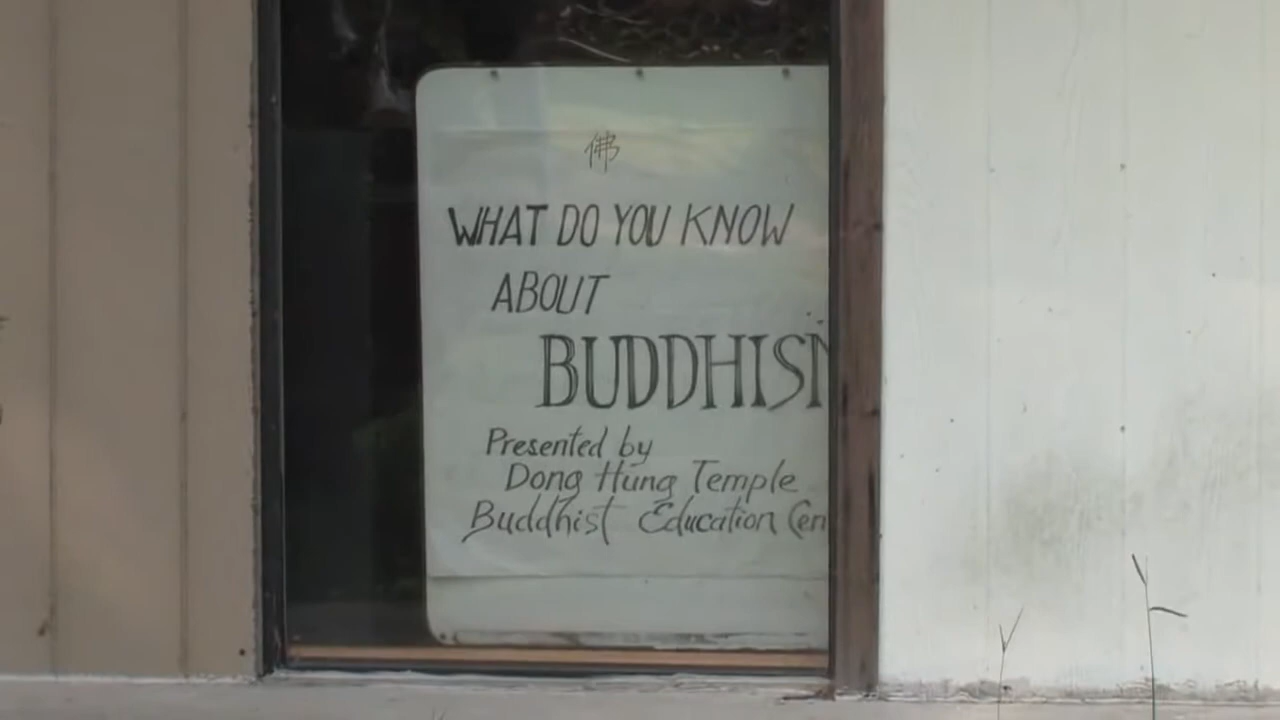 佛
WHAT DO YOU KNOW
ABOUT
BUDDHISM
Presented by
Dong Hung Temple
Buddhist Education Cen